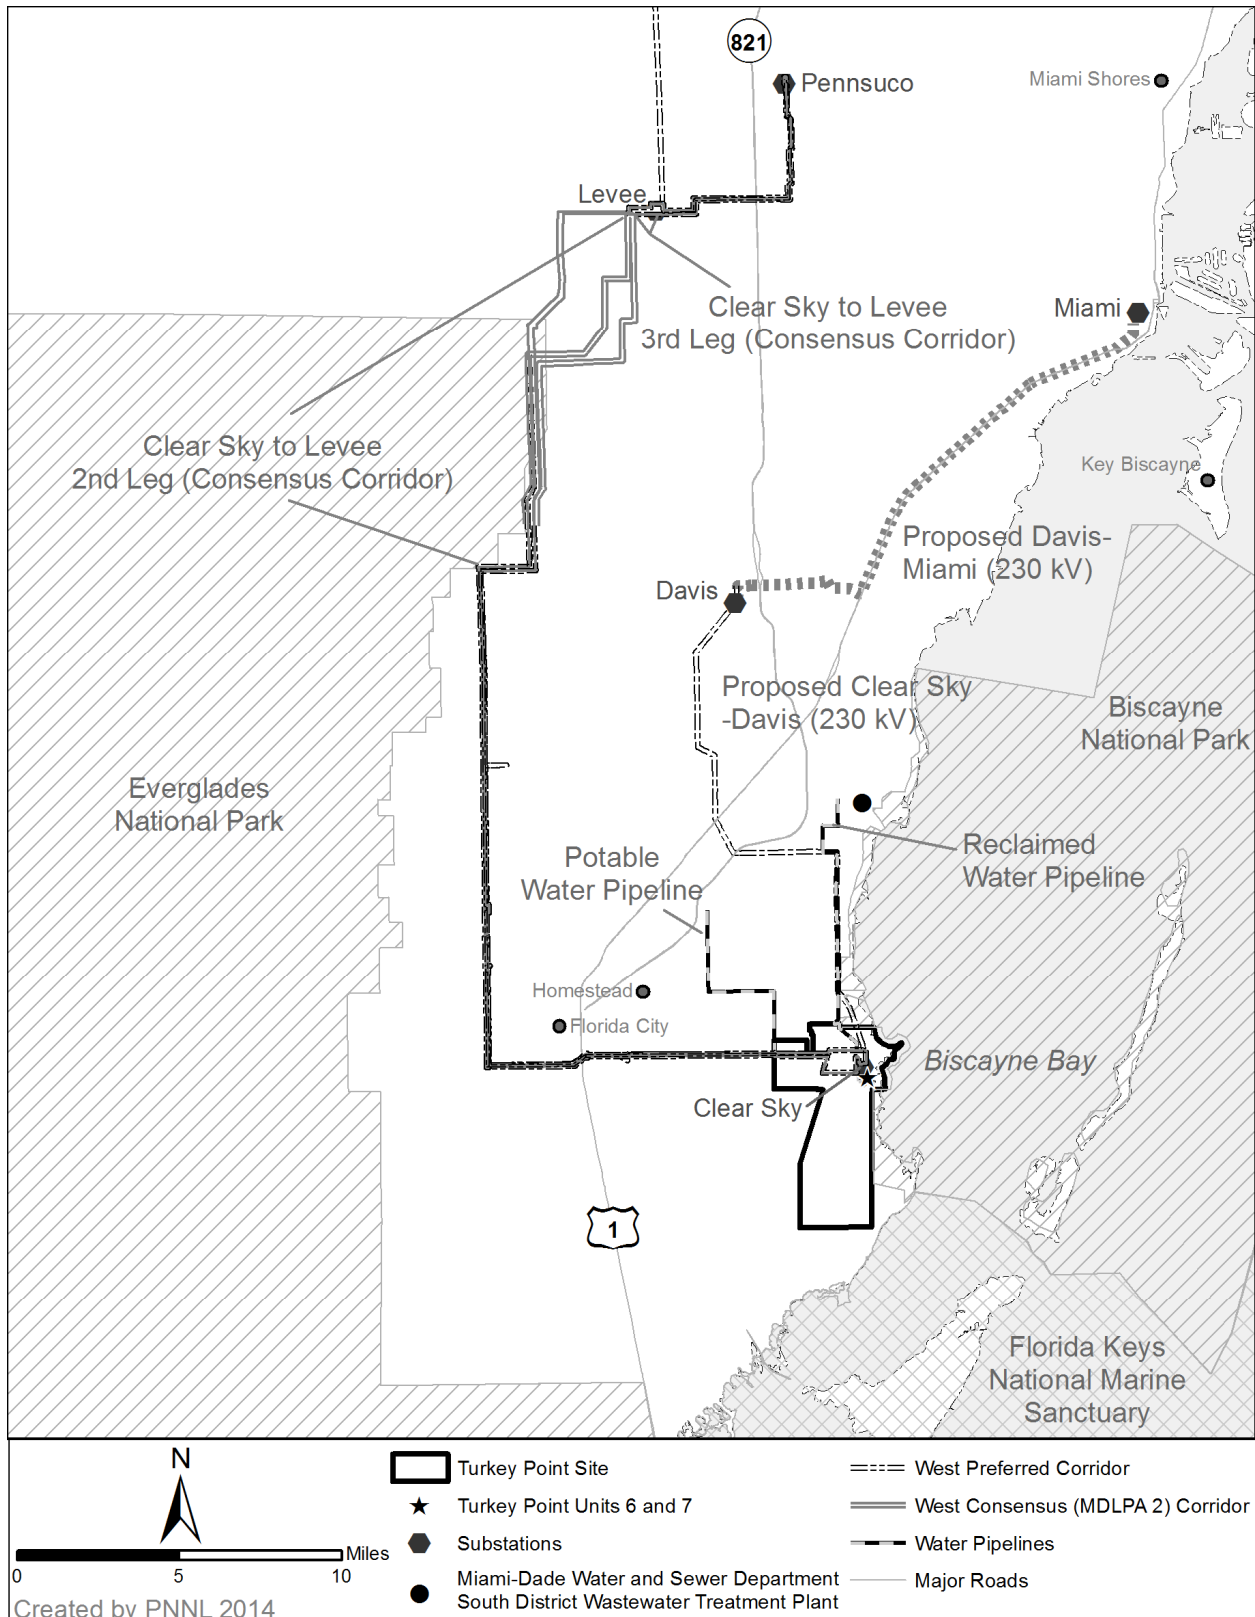 821
Pennsuco
Miami Shores
Levee
Clear Sky to Levee
3rd Leg (Consensus Corridor)
Miami
Clear Sky to Levee
2nd Leg (Consensus Corridor)
Key Biscayne
Proposed Davis-
Miami (230 kV)
Davis
Proposed Clear Sky
-Davis (230 kV)
Biscayne
National Park
Everglades
National Park
Potable
Water Pipeline
Reclaimed
Water Pipeline
Homestead
Florida City
Biscayne Bay
Clear Sky
1
Florida Keys
National Marine
Sanctuary
N
Miles
0 5 10
Created by PNNL 2014
Turkey Point Site
Turkey Point Units 6 and 7
Substations
Miami-Dade Water and Sewer Department
South District Wastewater Treatment Plant
West Preferred Corridor
West Consensus (MDLPA 2) Corridor
Water Pipelines
Major Roads